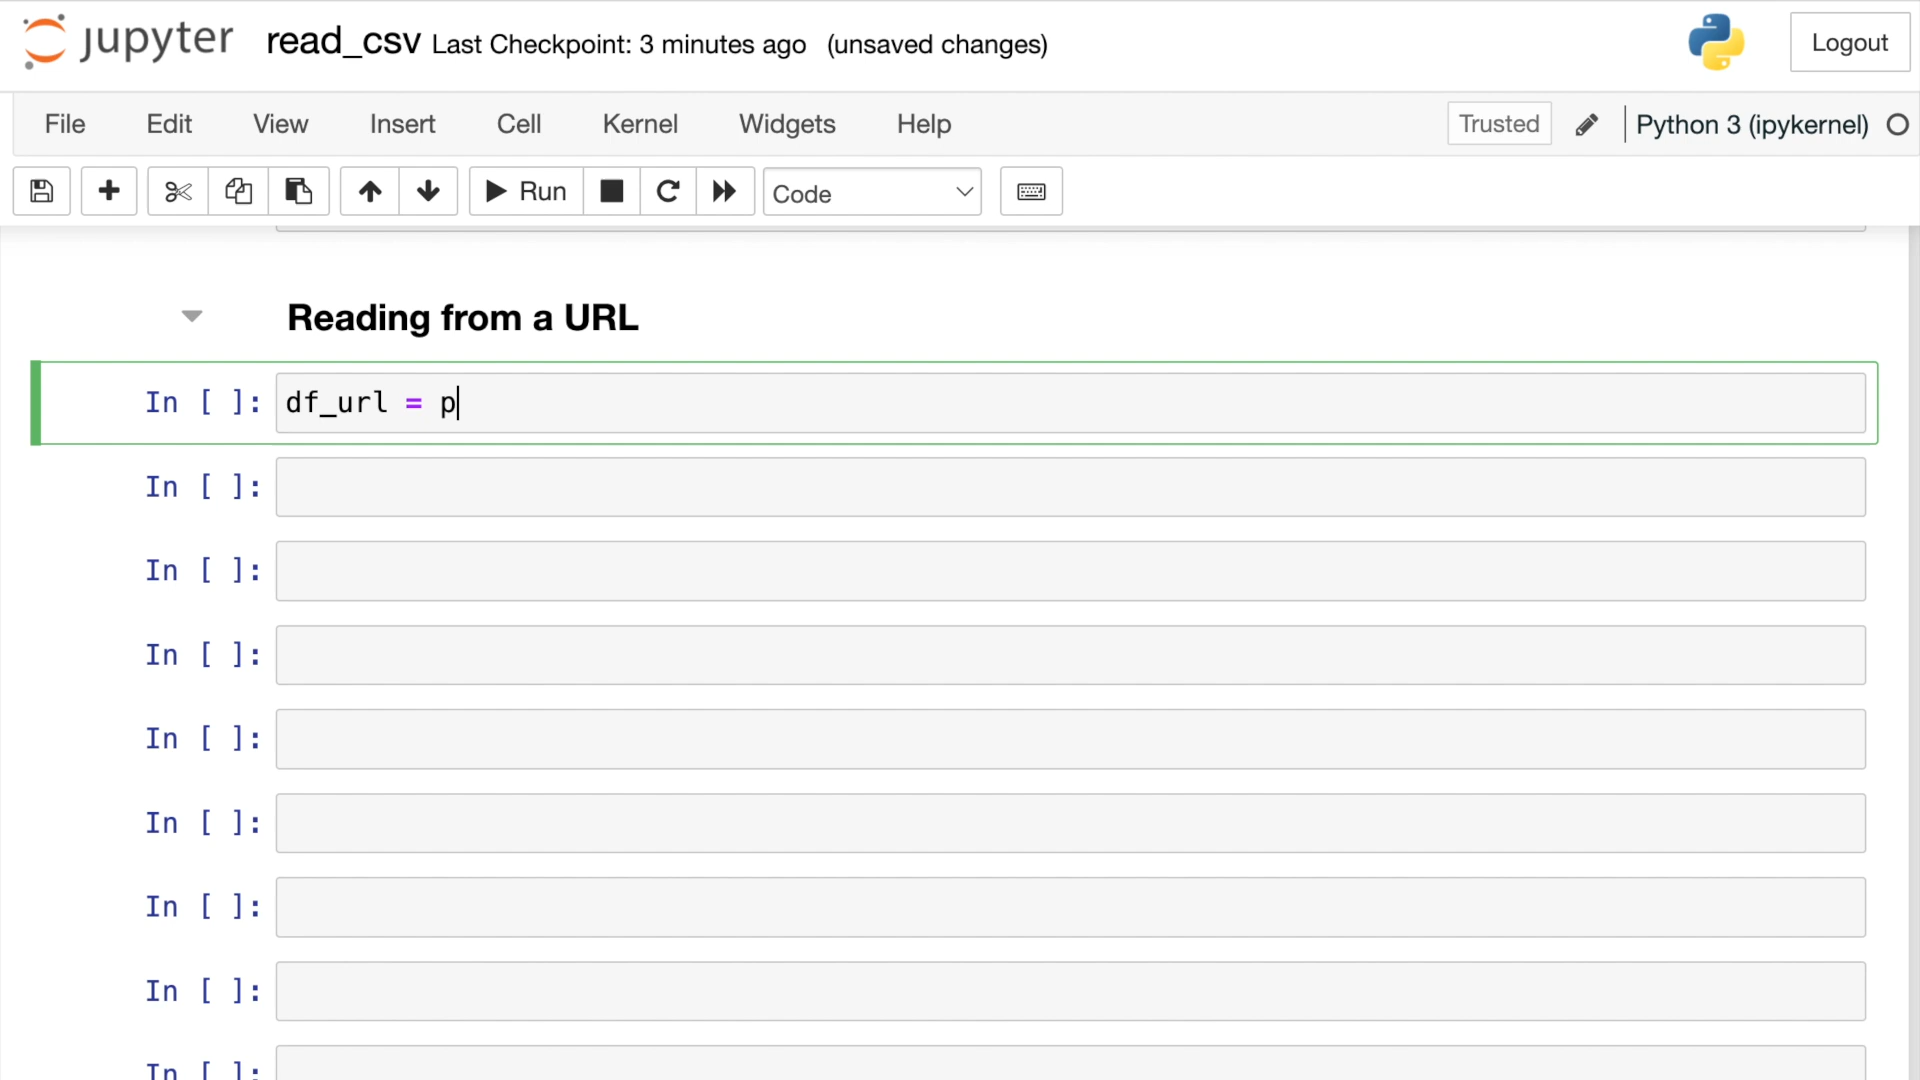 jupyter read_csv Last Checkpoint: 3 minutes ago (unsaved changes) Logout
File Edit View Insert Cell Kernel Widgets Help Trusted Python 3 (ipykernel)
Run Code
Reading from a URL
In [ ]: df_url = p
In [ ]:
In [ ]:
In [ ]:
In [ ]:
In [ ]:
In [ ]:
In [ ]:
In [ ]: